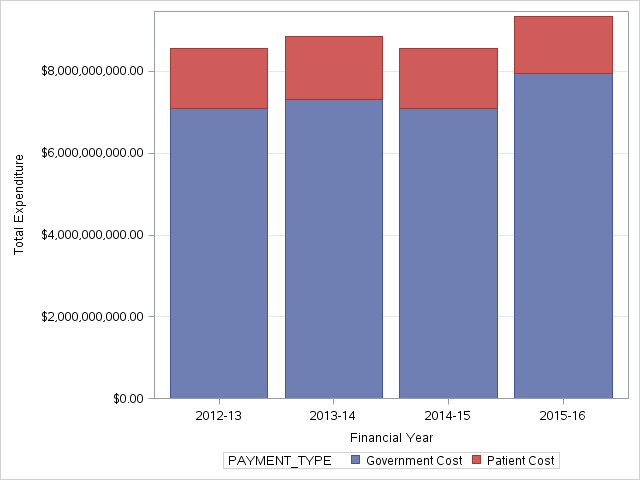 Total Expenditure
$8,000,000,000.00
$6,000,000,000.00
$4,000,000,000.00
$2,000,000,000.00
$0.00
2012-13 2013-14 2014-15 2015-16
Financial Year
PAYMENT_TYPE Government Cost Patient Cost